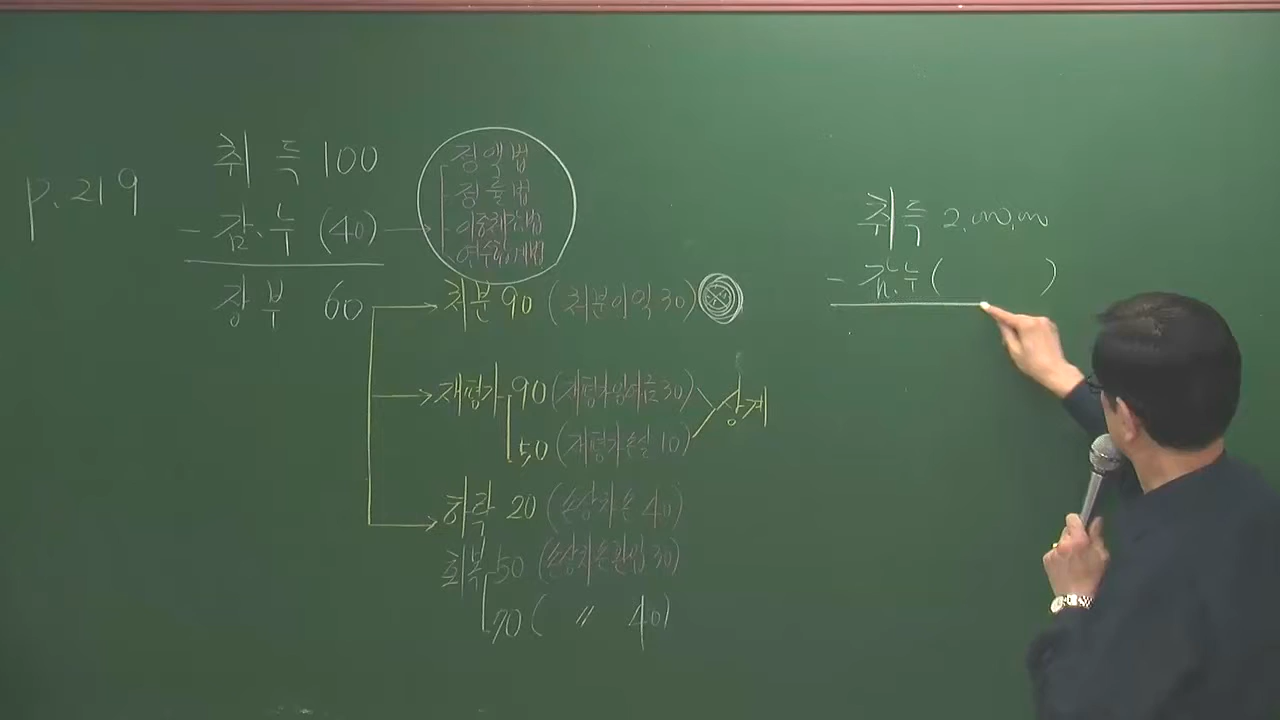 p.219
취득 100
- 감.누 (40)
장부 60
정액법
정률법
이중체감법
연수합계법
처분 90 (처분이익 30)
재평가 90 (재평가잉여금 30)
50 (재평가손실 10)
상계
하락 20 (손상차손 40)
회복 50 (손상차손환입 30)
70 ( 〃 40)
취득 2,000,000
- 감.누 ( )